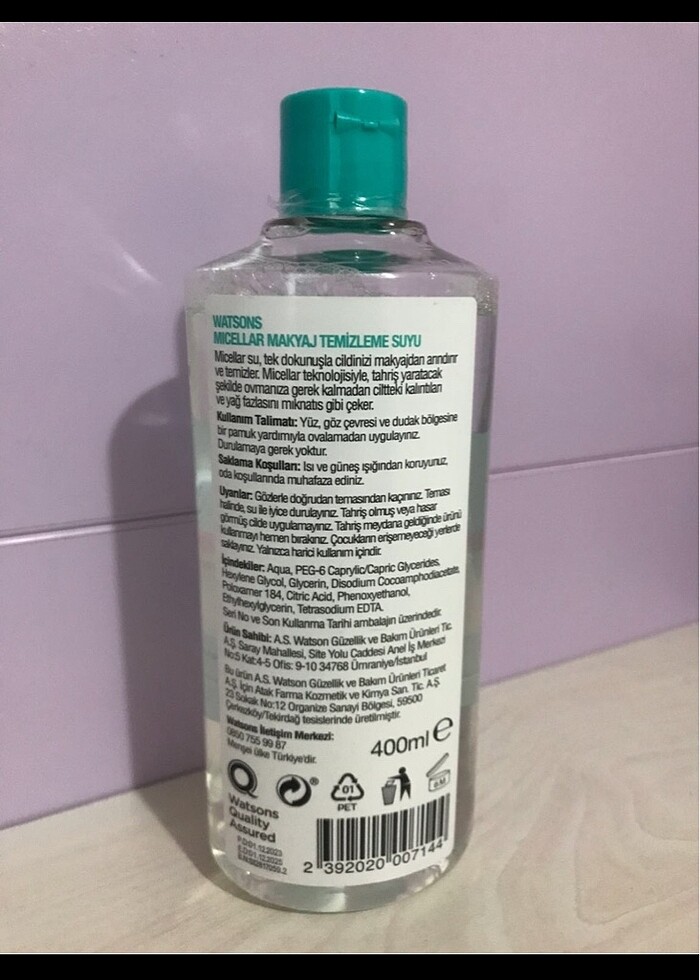 WATSONS
MICELLAR MAKYAJ TEMİZLEME SUYU
Micellar su, tek dokunuşla cildinizi makyajdan arındırır
ve temizler. Micellar teknolojisiyle, tahriş yaratacak
şekilde ovmanıza gerek kalmadan ciltteki kalıntıları
ve yağ fazlasını mıknatıs gibi çeker.
Kullanım Talimatı: Yüz, göz çevresi ve dudak bölgesine
bir pamuk yardımıyla ovalamadan uygulayınız.
Durulamaya gerek yoktur.
Saklama Koşulları: Isı ve güneş ışığından koruyunuz,
oda koşullarında muhafaza ediniz.
Uyarılar: Gözlerle doğrudan temasından kaçınınız. Teması
halinde, su ile iyice durulayınız. Tahriş olmuş veya hasar
görmüş cilde uygulamayınız. Tahriş meydana geldiğinde ürünü
kullanmayı hemen bırakınız. Çocukların erişemeyeceği yerlerde
saklayınız. Yalnızca harici kullanım içindir.
İçindekiler: Aqua, PEG-6 Caprylic/Capric Glycerides,
Hexylene Glycol, Glycerin, Disodium Cocoamphodiacetate,
Poloxamer 184, Citric Acid, Phenoxyethanol,
Ethylhexylglycerin, Tetrasodium EDTA.
Seri No ve Son Kullanma Tarihi ambalajın üzerindedir.
Ürün Sahibi: A.S. Watson Güzellik ve Bakım Ürünleri Tic.
A.Ş. Saray Mahallesi, Site Yolu Caddesi Anel İş Merkezi
No:5 Kat:4-5 Ofis: 9-10 34768 Ümraniye/İstanbul
Bu ürün A.S. Watson Güzellik ve Bakım Ürünleri Ticaret
A.Ş. İçin Atak Farma Kozmetik ve Kimya San. Tic. A.Ş.
23 Sokak No:12 Organize Sanayi Bölgesi, 59500
Çerkezköy/Tekirdağ tesislerinde üretilmiştir.
Watsons İletişim Merkezi:
0850 755 99 87
Menşei ülke Türkiye'dir.
400ml e
01
PET
6M
Watsons
Quality
Assured
P.D:01.12.2023
E.D:01.12.2025
2 392020 007144